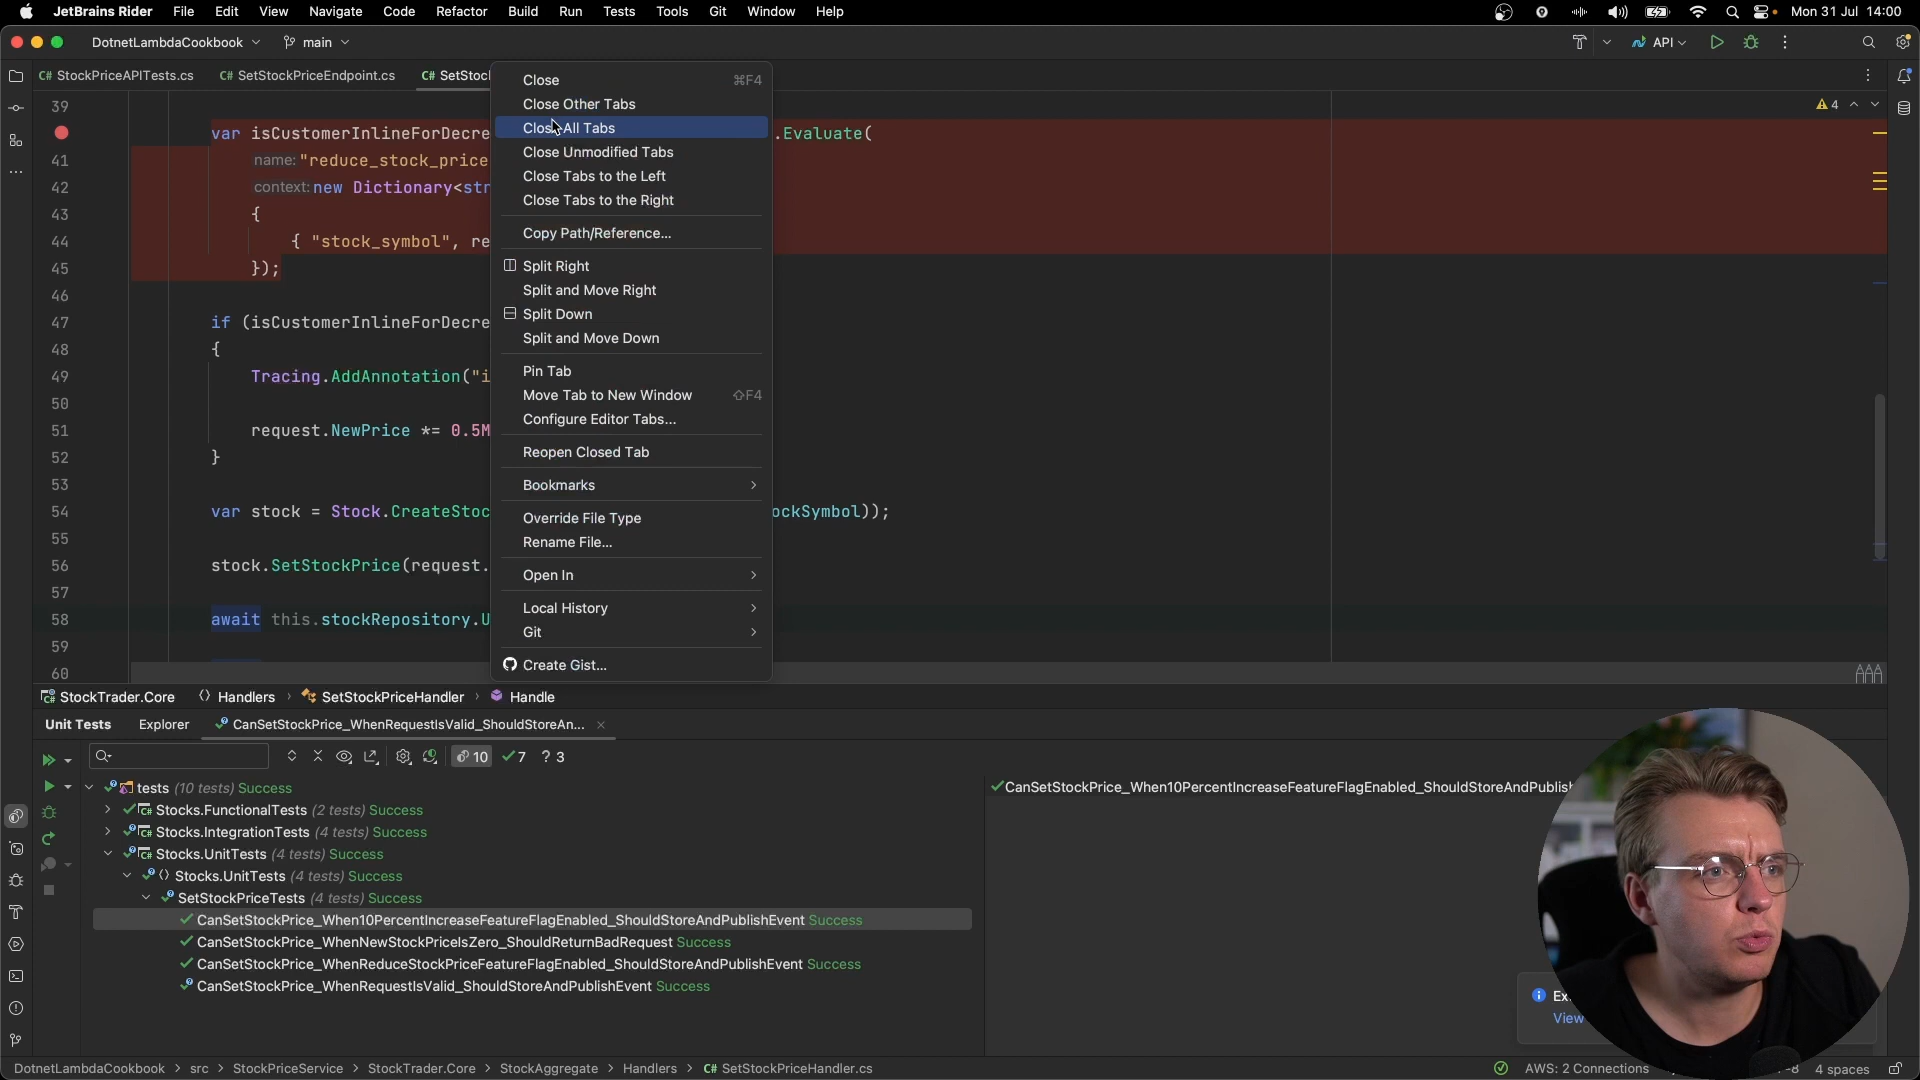 JetBrains Rider File Edit View Navigate Code Refactor Build Run Tests Tools Git Window Help Mon 31 Jul 14:00
DotnetLambdaCookbook main API
C# StockPriceAPITests.cs C# SetStockPriceEndpoint.cs C# SetStoc
Close ⌘F4
Close Other Tabs
Close All Tabs
Close Unmodified Tabs
Close Tabs to the Left
Close Tabs to the Right
Copy Path/Reference...
Split Right
Split and Move Right
Split Down
Split and Move Down
Pin Tab
Move Tab to New Window ⇧F4
Configure Editor Tabs...
Reopen Closed Tab
Bookmarks
Override File Type
Rename File...
Open In
Local History
Git
Create Gist...
4
39
var isCustomerInlineForDecre .Evaluate(
41 name: "reduce_stock_price
42 context: new Dictionary<str
43 {
44 { "stock_symbol", re
45 });
46
47 if (isCustomerInlineForDecre
48 {
49 Tracing.AddAnnotation("i
50
51 request.NewPrice *= 0.5M
52 }
53
54 var stock = Stock.CreateStoc ockSymbol));
55
56 stock.SetStockPrice(request.
57
58 await this.stockRepository.U
59
60
StockTrader.Core Handlers SetStockPriceHandler Handle
Unit Tests Explorer CanSetStockPrice_WhenRequestIsValid_ShouldStoreAn...
10 7 ? 3
tests (10 tests) Success
Stocks.FunctionalTests (2 tests) Success
Stocks.IntegrationTests (4 tests) Success
Stocks.UnitTests (4 tests) Success
Stocks.UnitTests (4 tests) Success
SetStockPriceTests (4 tests) Success
CanSetStockPrice_When10PercentIncreaseFeatureFlagEnabled_ShouldStoreAndPublishEvent Success
CanSetStockPrice_WhenNewStockPriceIsZero_ShouldReturnBadRequest Success
CanSetStockPrice_WhenReduceStockPriceFeatureFlagEnabled_ShouldStoreAndPublishEvent Success
CanSetStockPrice_WhenRequestIsValid_ShouldStoreAndPublishEvent Success
CanSetStockPrice_When10PercentIncreaseFeatureFlagEnabled_ShouldStoreAndPublish
Ex
View
DotnetLambdaCookbook > src > StockPriceService > StockTrader.Core > StockAggregate > Handlers > C# SetStockPriceHandler.cs AWS: 2 Connections -8 4 spaces